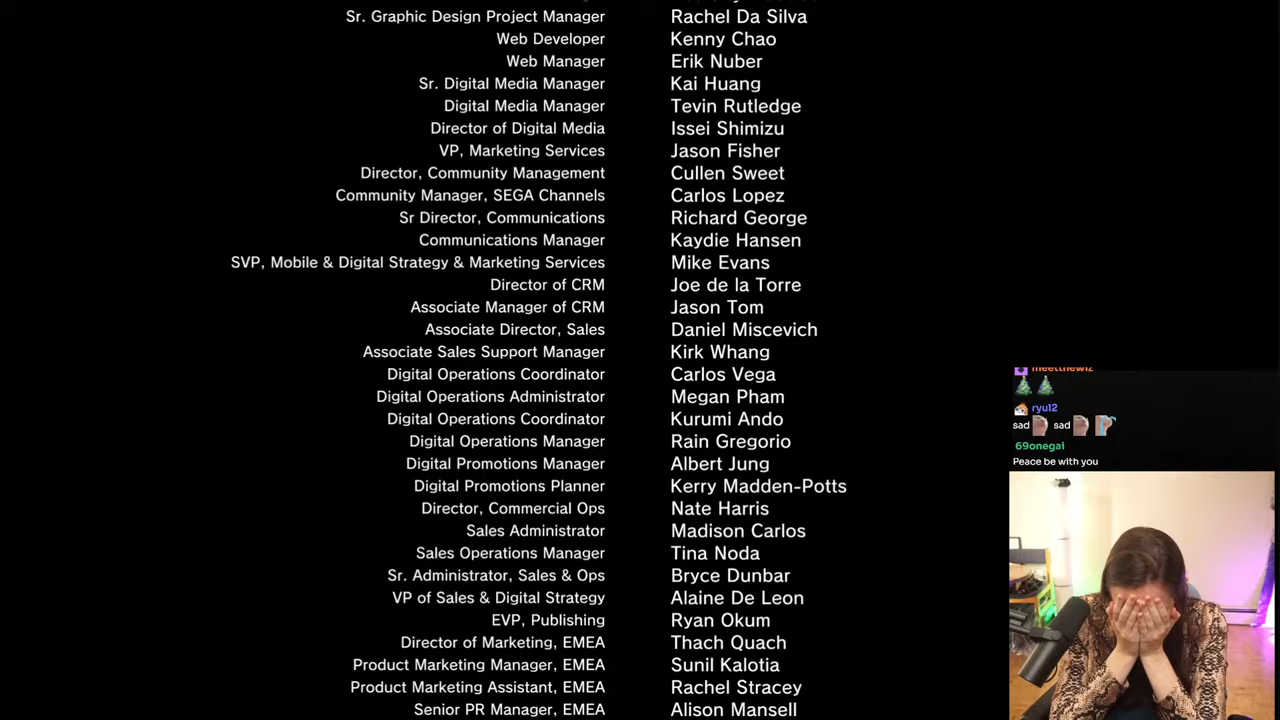 Sr. Graphic Design Project Manager Rachel Da Silva
Web Developer Kenny Chao
Web Manager Erik Nuber
Sr. Digital Media Manager Kai Huang
Digital Media Manager Tevin Rutledge
Director of Digital Media Issei Shimizu
VP, Marketing Services Jason Fisher
Director, Community Management Cullen Sweet
Community Manager, SEGA Channels Carlos Lopez
Sr Director, Communications Richard George
Communications Manager Kaydie Hansen
SVP, Mobile & Digital Strategy & Marketing Services Mike Evans
Director of CRM Joe de la Torre
Associate Manager of CRM Jason Tom
Associate Director, Sales Daniel Miscevich
Associate Sales Support Manager Kirk Whang
Digital Operations Coordinator Carlos Vega
Digital Operations Administrator Megan Pham
Digital Operations Coordinator Kurumi Ando
Digital Operations Manager Rain Gregorio
Digital Promotions Manager Albert Jung
Digital Promotions Planner Kerry Madden-Potts
Director, Commercial Ops Nate Harris
Sales Administrator Madison Carlos
Sales Operations Manager Tina Noda
Sr. Administrator, Sales & Ops Bryce Dunbar
VP of Sales & Digital Strategy Alaine De Leon
EVP, Publishing Ryan Okum
Director of Marketing, EMEA Thach Quach
Product Marketing Manager, EMEA Sunil Kalotia
Product Marketing Assistant, EMEA Rachel Stracey
Senior PR Manager, EMEA Alison Mansell
meetthewiz
ryu12
sad sad
69onegai
Peace be with you